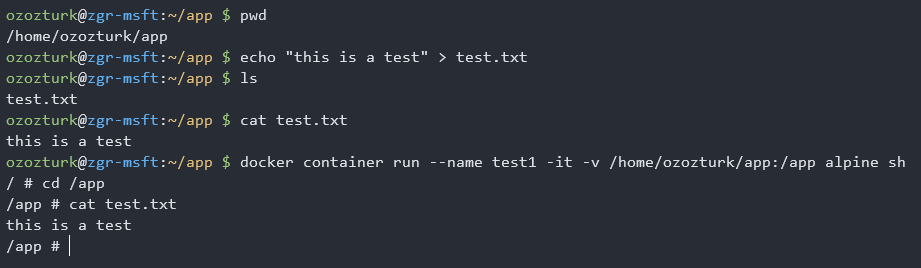 ozozturk@zgr-msft:~/app $ pwd
/home/ozozturk/app
ozozturk@zgr-msft:~/app $ echo "this is a test" > test.txt
ozozturk@zgr-msft:~/app $ ls
test.txt
ozozturk@zgr-msft:~/app $ cat test.txt
this is a test
ozozturk@zgr-msft:~/app $ docker container run --name test1 -it -v /home/ozozturk/app:/app alpine sh
/ # cd /app
/app # cat test.txt
this is a test
/app #